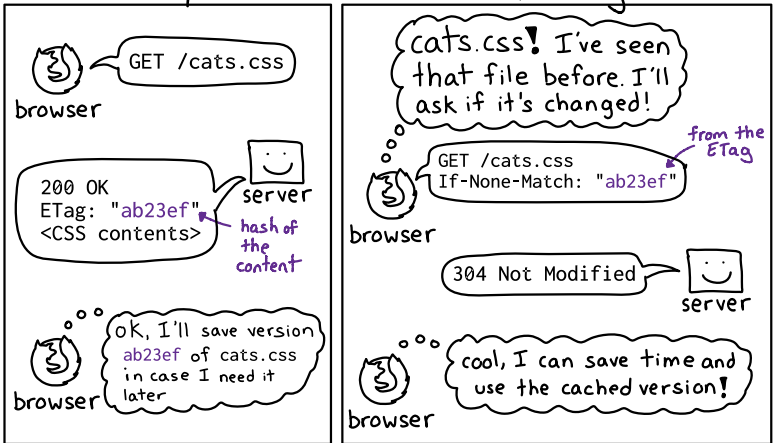 GET /cats.css
browser
200 OK
ETag: "ab23ef"
<CSS contents>
server
hash of
the
content
OK, I'll save version
ab23ef of cats.css
in case I need it
later
browser
cats.css! I've seen
that file before. I'll
ask if it's changed!
from the
ETag
GET /cats.css
If-None-Match: "ab23ef"
browser
304 Not Modified
server
cool, I can save time and
use the cached version!
browser